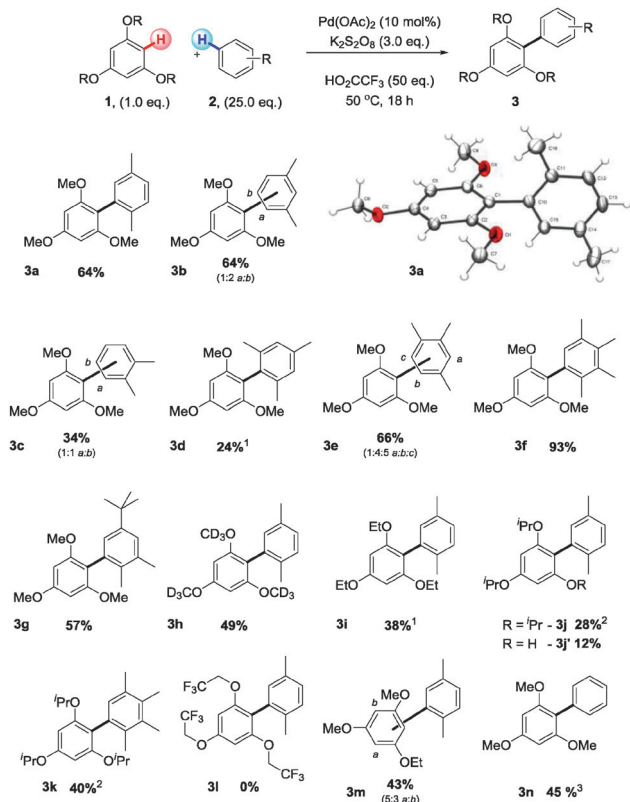 OR
H
H
Pd(OAc)2 (10 mol%)
OR
R
+
R
K2S2O8 (3.0 eq.)
RO
OR
HO2CCF3 (50 eq.)
RO
OR
1, (1.0 eq.)
2, (25.0 eq.)
50 °C, 18 h
3
MeO
MeO
b
a
MeO
OMe
MeO
OMe
3a
64%
3b
64%
(1:2 a:b)
3a
MeO
b
a
MeO
MeO
c
a
b
MeO
MeO
OMe
MeO
OMe
MeO
OMe
MeO
OMe
3c
34%
(1:1 a:b)
3d
24%1
3e
66%
(1:4:5 a:b:c)
3f
93%
MeO
OCD3
EtO
iPrO
MeO
OMe
D3CO
OCD3
EtO
OEt
iPrO
OR
3g
57%
3h
49%
3i
38%1
R = iPr - 3j 28%2
R = H - 3j' 12%
iPrO
F3C
O
b
OMe
MeO
CF3
MeO
iPrO
OiPr
O
O
a
OEt
MeO
OMe
CF3
3k
40%2
3l
0%
3m
43%
(5:3 a:b)
3n
45 %3